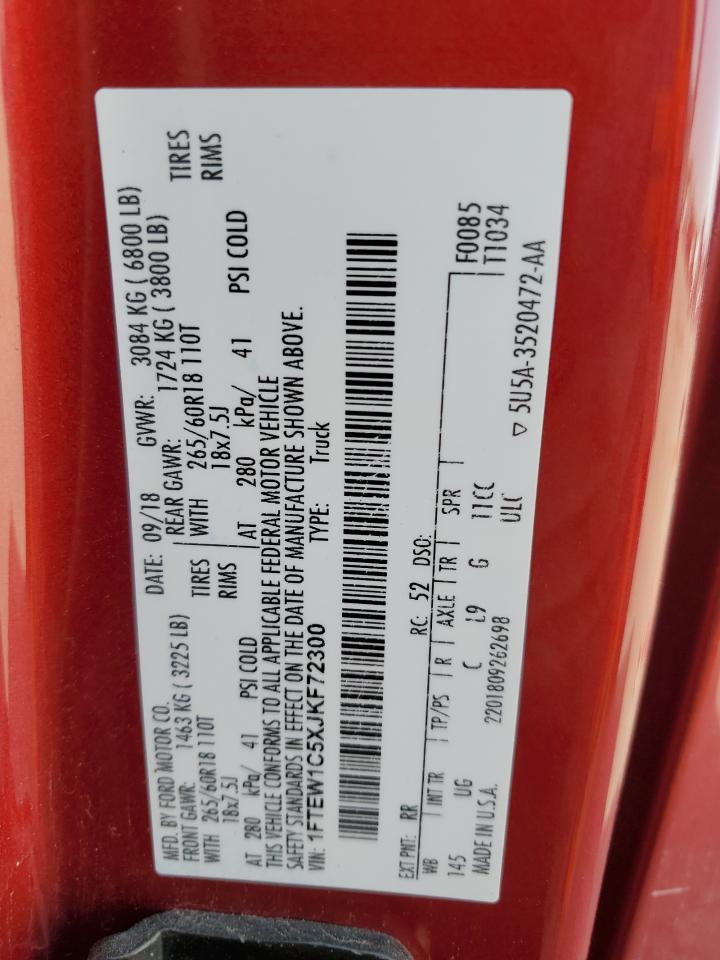 MFD. BY FORD MOTOR CO. DATE: 09/18 GVWR: 3084 KG ( 6800 LB)
FRONT GAWR: 1463 KG ( 3225 LB) REAR GAWR: 1724 KG ( 3800 LB)
WITH 265/60R18 110T TIRES WITH 265/60R18 110T TIRES
18x7.5J RIMS 18x7.5J RIMS
AT 280 kPa/ 41 PSI COLD AT 280 kPa/ 41 PSI COLD
THIS VEHICLE CONFORMS TO ALL APPLICABLE FEDERAL MOTOR VEHICLE
SAFETY STANDARDS IN EFFECT ON THE DATE OF MANUFACTURE SHOWN ABOVE.
VIN: 1FTEW1C5XJKF72300 TYPE: Truck
EXT PNT: RR RC: 52 DSO:
WB INT TR TP/PS R AXLE TR SPR F0085
T1034
145 UG C L9 G 11CC
MADE IN U.S.A. 2201809262698 ULC
▽ 5U5A-3520472-AA